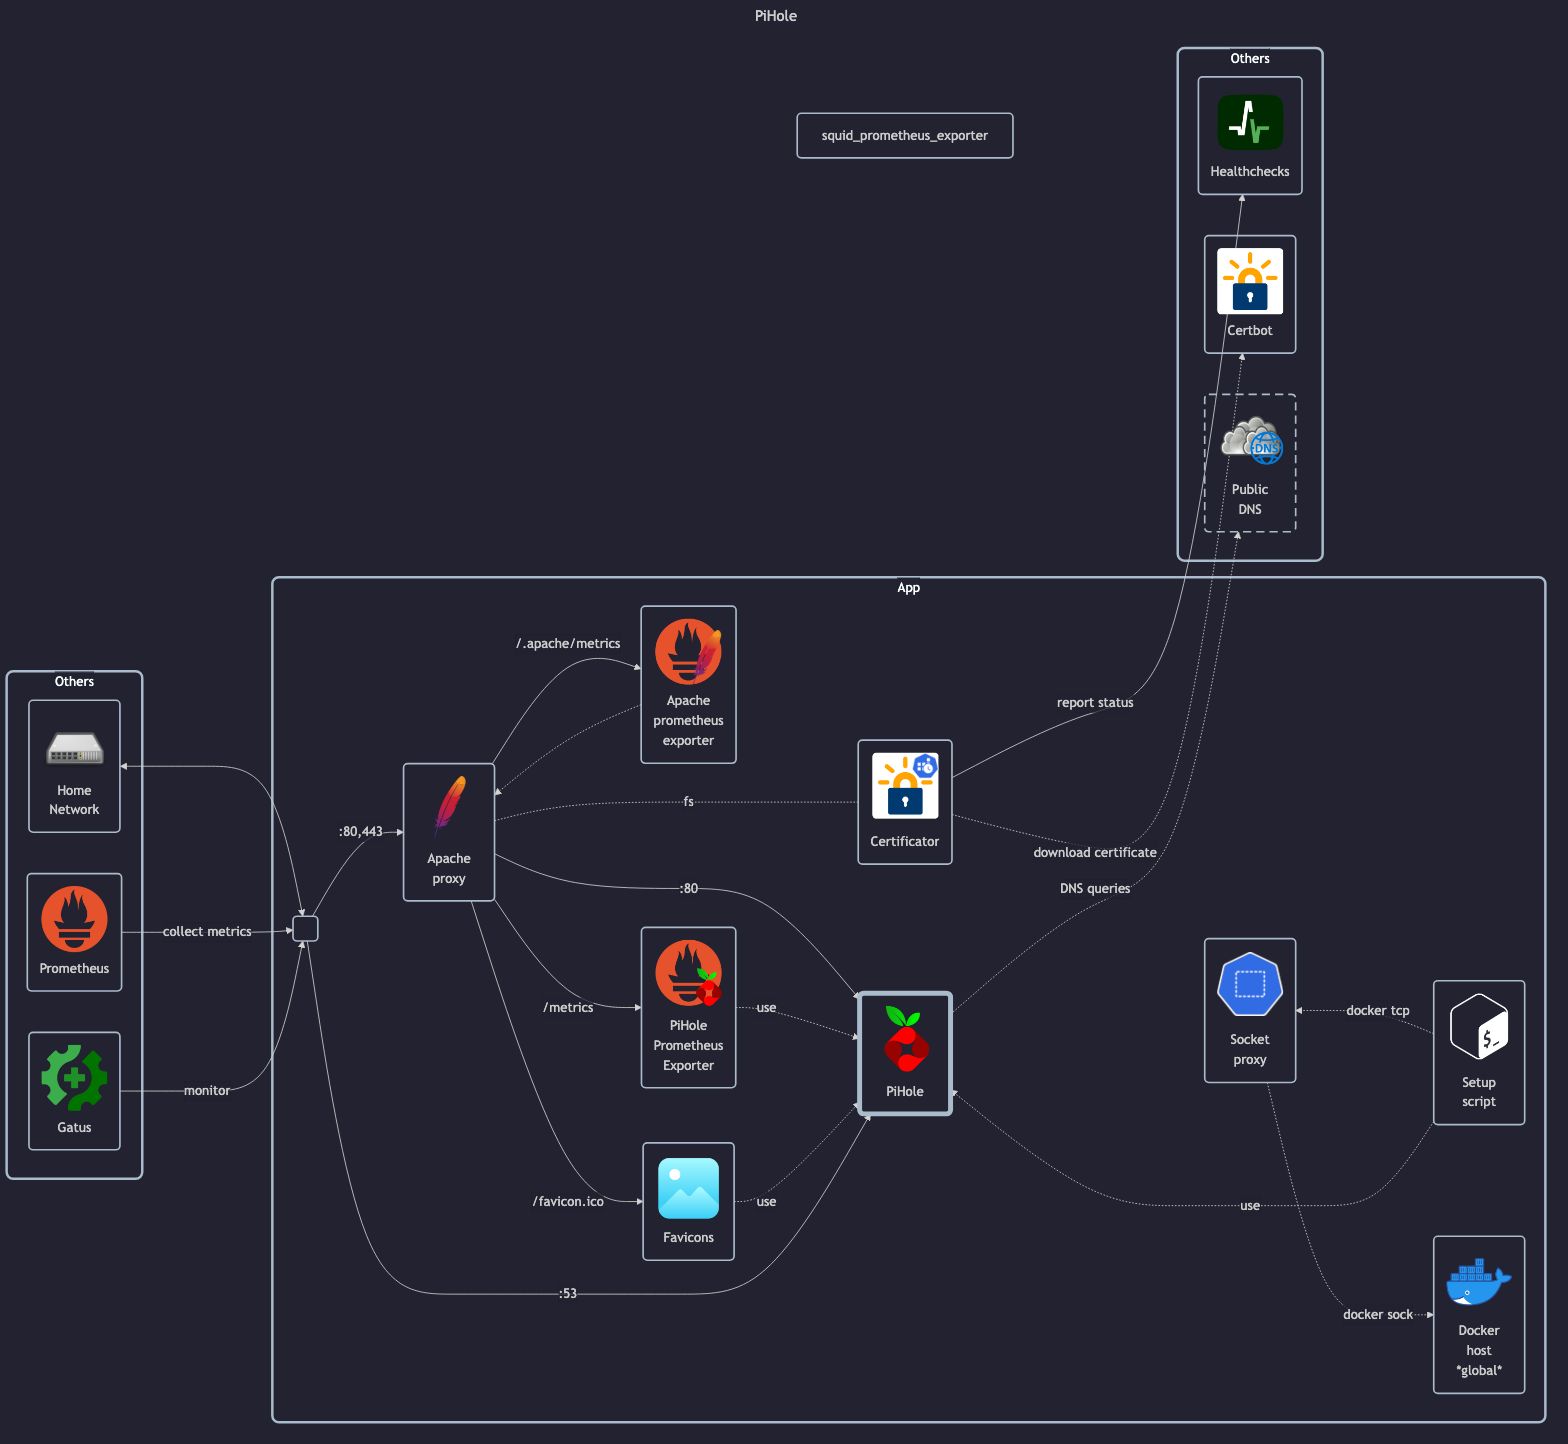 PiHole
Others
Healthchecks
squid_prometheus_exporter
Certbot
DNS
Public
DNS
App
/.apache/metrics
Apache
prometheus
exporter
Others
Home
Network
report status
:80,443
Apache
proxy
fs
Certificator
download certificate
:80
DNS queries
collect metrics
Prometheus
/metrics
PiHole
Prometheus
Exporter
use
PiHole
Socket
proxy
docker tcp
$_
Setup
script
monitor
Gatus
/favicon.ico
Favicons
use
use
:53
docker sock
Docker
host
*global*